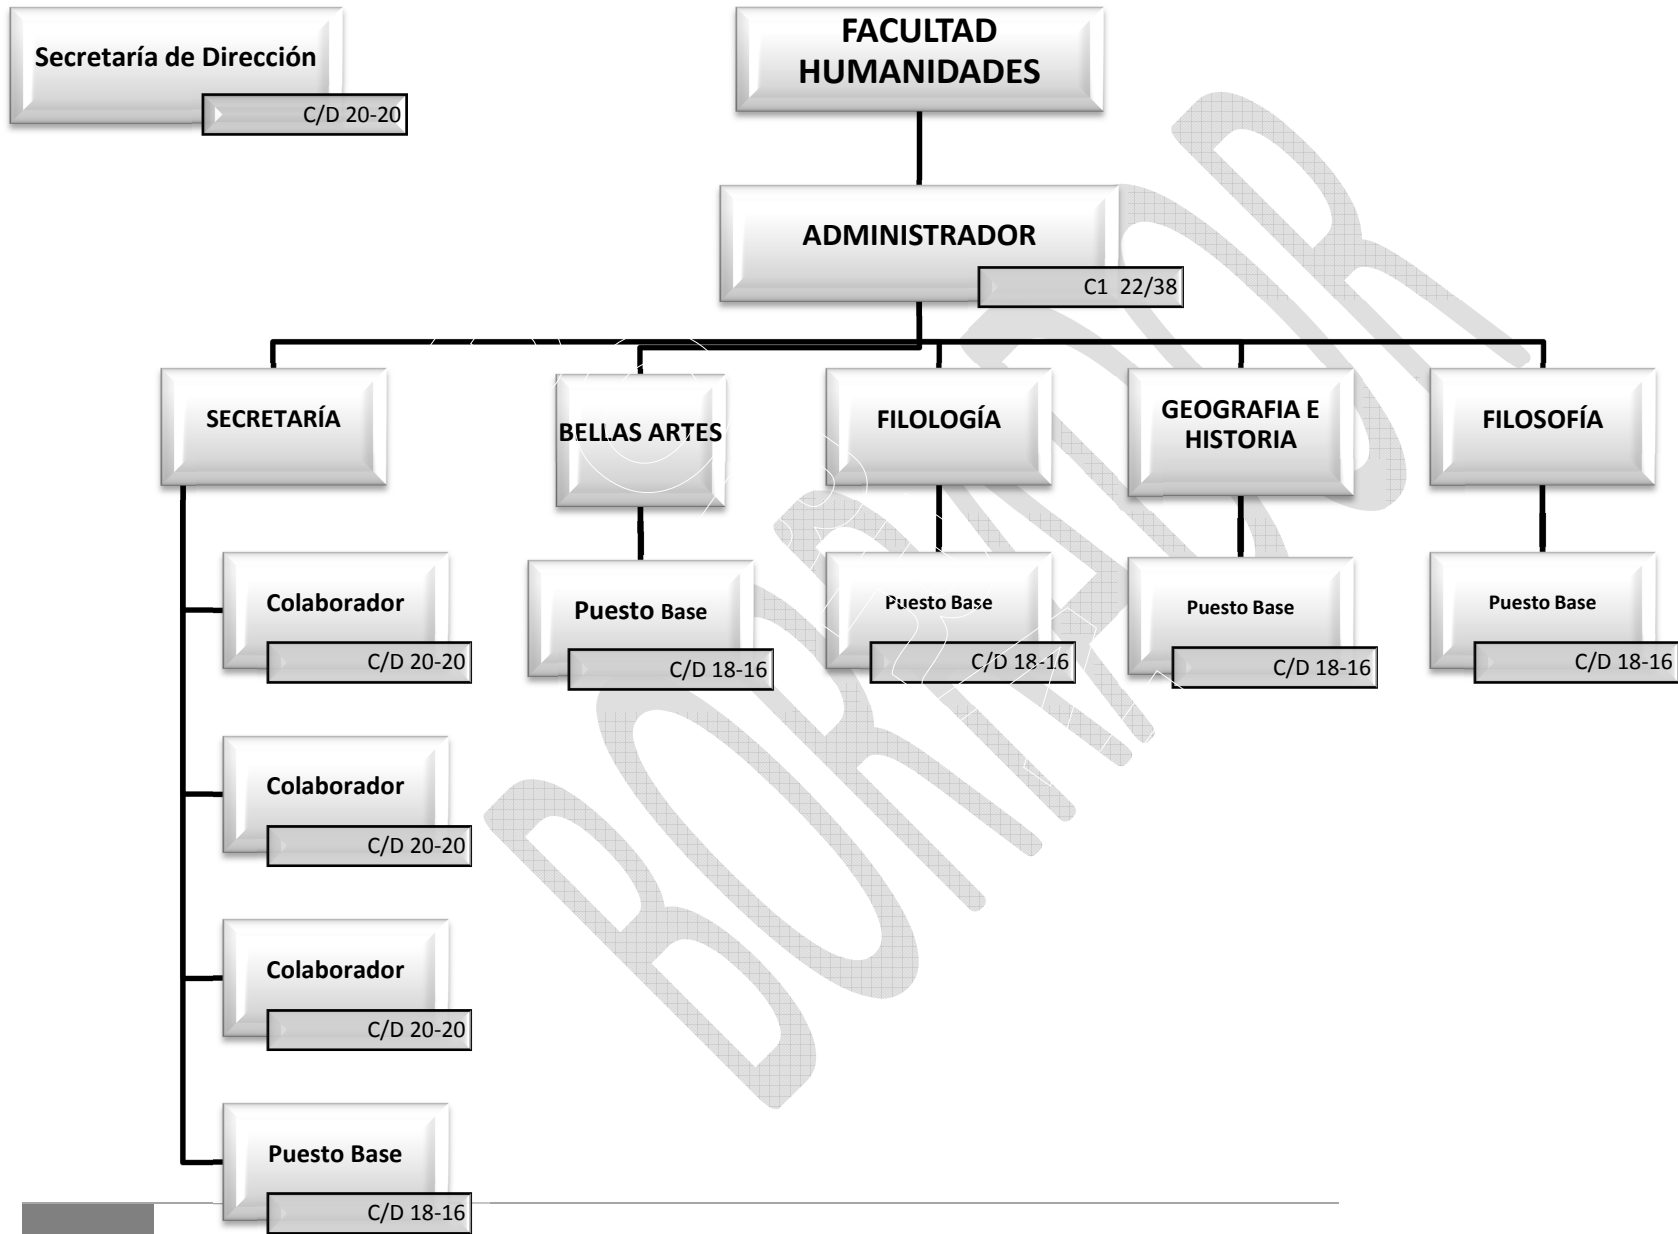 Secretaría de Dirección
C/D 20-20
FACULTAD
HUMANIDADES
ADMINISTRADOR
C1 22/38
SECRETARÍA
BELLAS ARTES
FILOLOGÍA
GEOGRAFIA E
HISTORIA
FILOSOFÍA
Colaborador
C/D 20-20
Puesto Base
C/D 18-16
Puesto Base
C/D 18-16
Puesto Base
C/D 18-16
Puesto Base
C/D 18-16
Colaborador
C/D 20-20
Colaborador
C/D 20-20
Puesto Base
C/D 18-16
BORRADOR